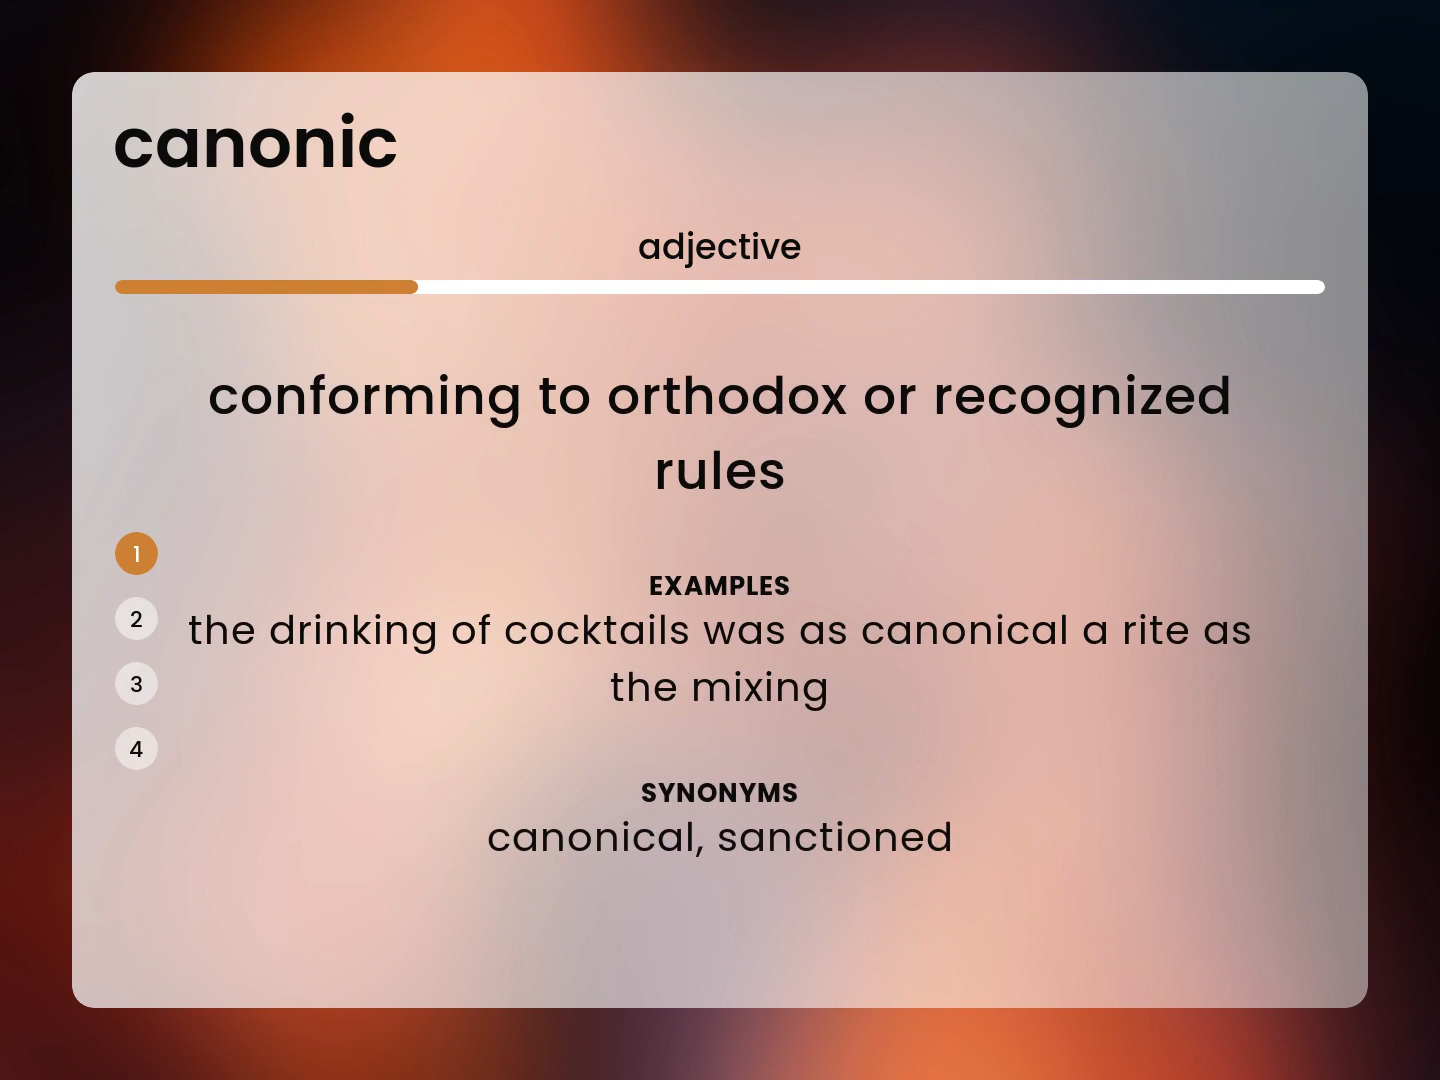 canonic
adjective
conforming to orthodox or recognized
rules
1
EXAMPLES
2
the drinking of cocktails was as canonical a rite as
3
the mixing
4
SYNONYMS
canonical, sanctioned